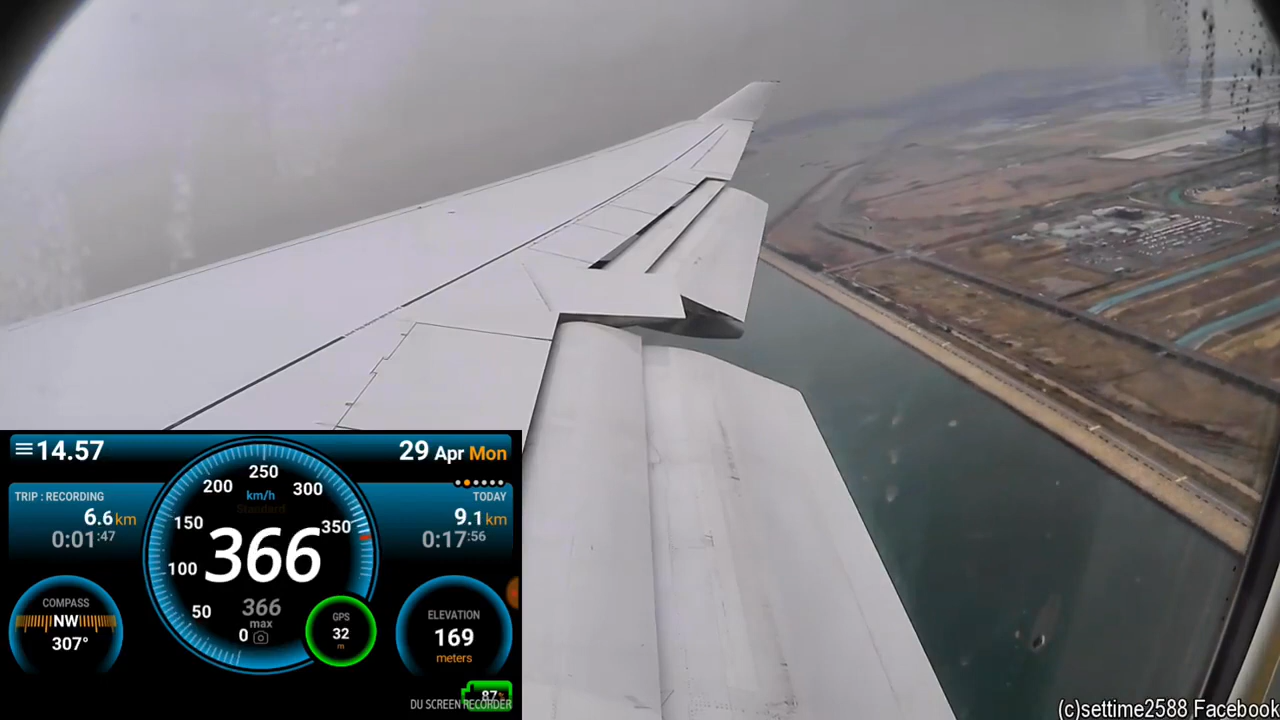 14.57
29 Apr Mon
TRIP : RECORDING
6.6 km
0:01:47
TODAY
9.1 km
0:17:56
0
50
100
150
200
250
300
350
km/h
Standard
366
366
max
GPS
32
m
COMPASS
NW
307°
ELEVATION
169
meters
87
DU SCREEN RECORDER
(c)settime2588 Facebook